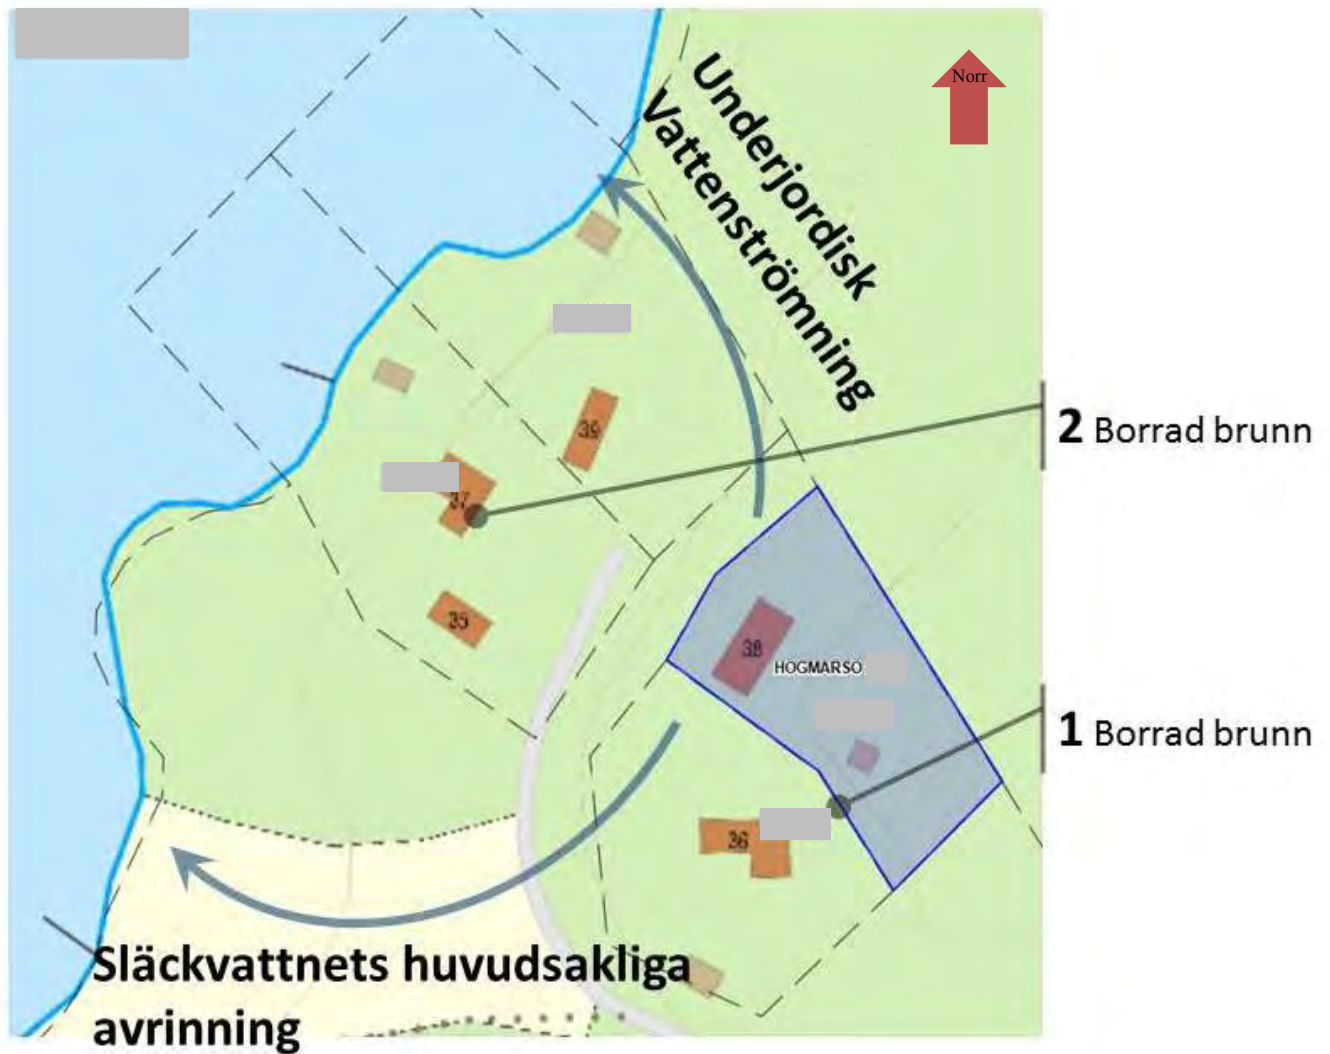 Norr
Underjordisk
Vattenströmning
39
2 Borrad brunn
37
35
38
HOGMARSO
1 Borrad brunn
36
Släckvattnets huvudsakliga
avrinning